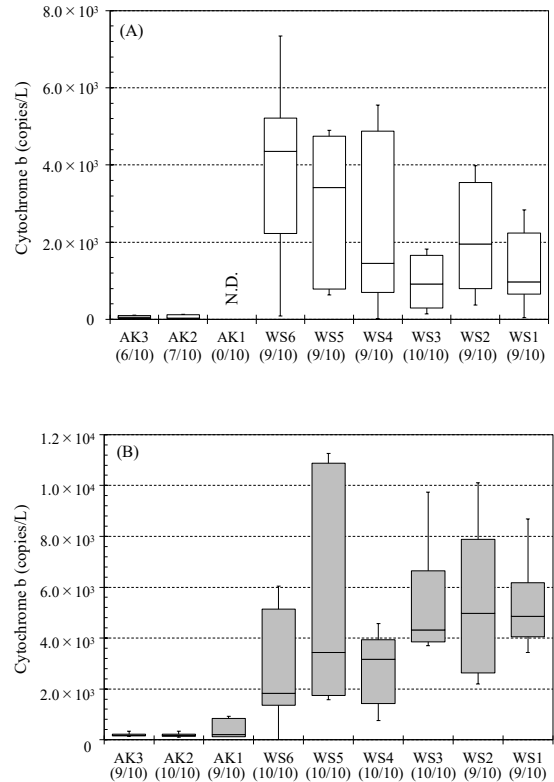 (A)
Cytochrome b (copies/L)
8.0 × 10³
6.0 × 10³
4.0 × 10³
2.0 × 10³
0
N.D.
AK3 AK2 AK1 WS6 WS5 WS4 WS3 WS2 WS1
(6/10) (7/10) (0/10) (9/10) (9/10) (9/10) (10/10) (9/10) (9/10)
(B)
Cytochrome b (copies/L)
1.2 × 10⁴
1.0 × 10⁴
8.0 × 10³
6.0 × 10³
4.0 × 10³
2.0 × 10³
0
AK3 AK2 AK1 WS6 WS5 WS4 WS3 WS2 WS1
(9/10) (10/10) (9/10) (10/10) (10/10) (10/10) (10/10) (9/10) (9/10)